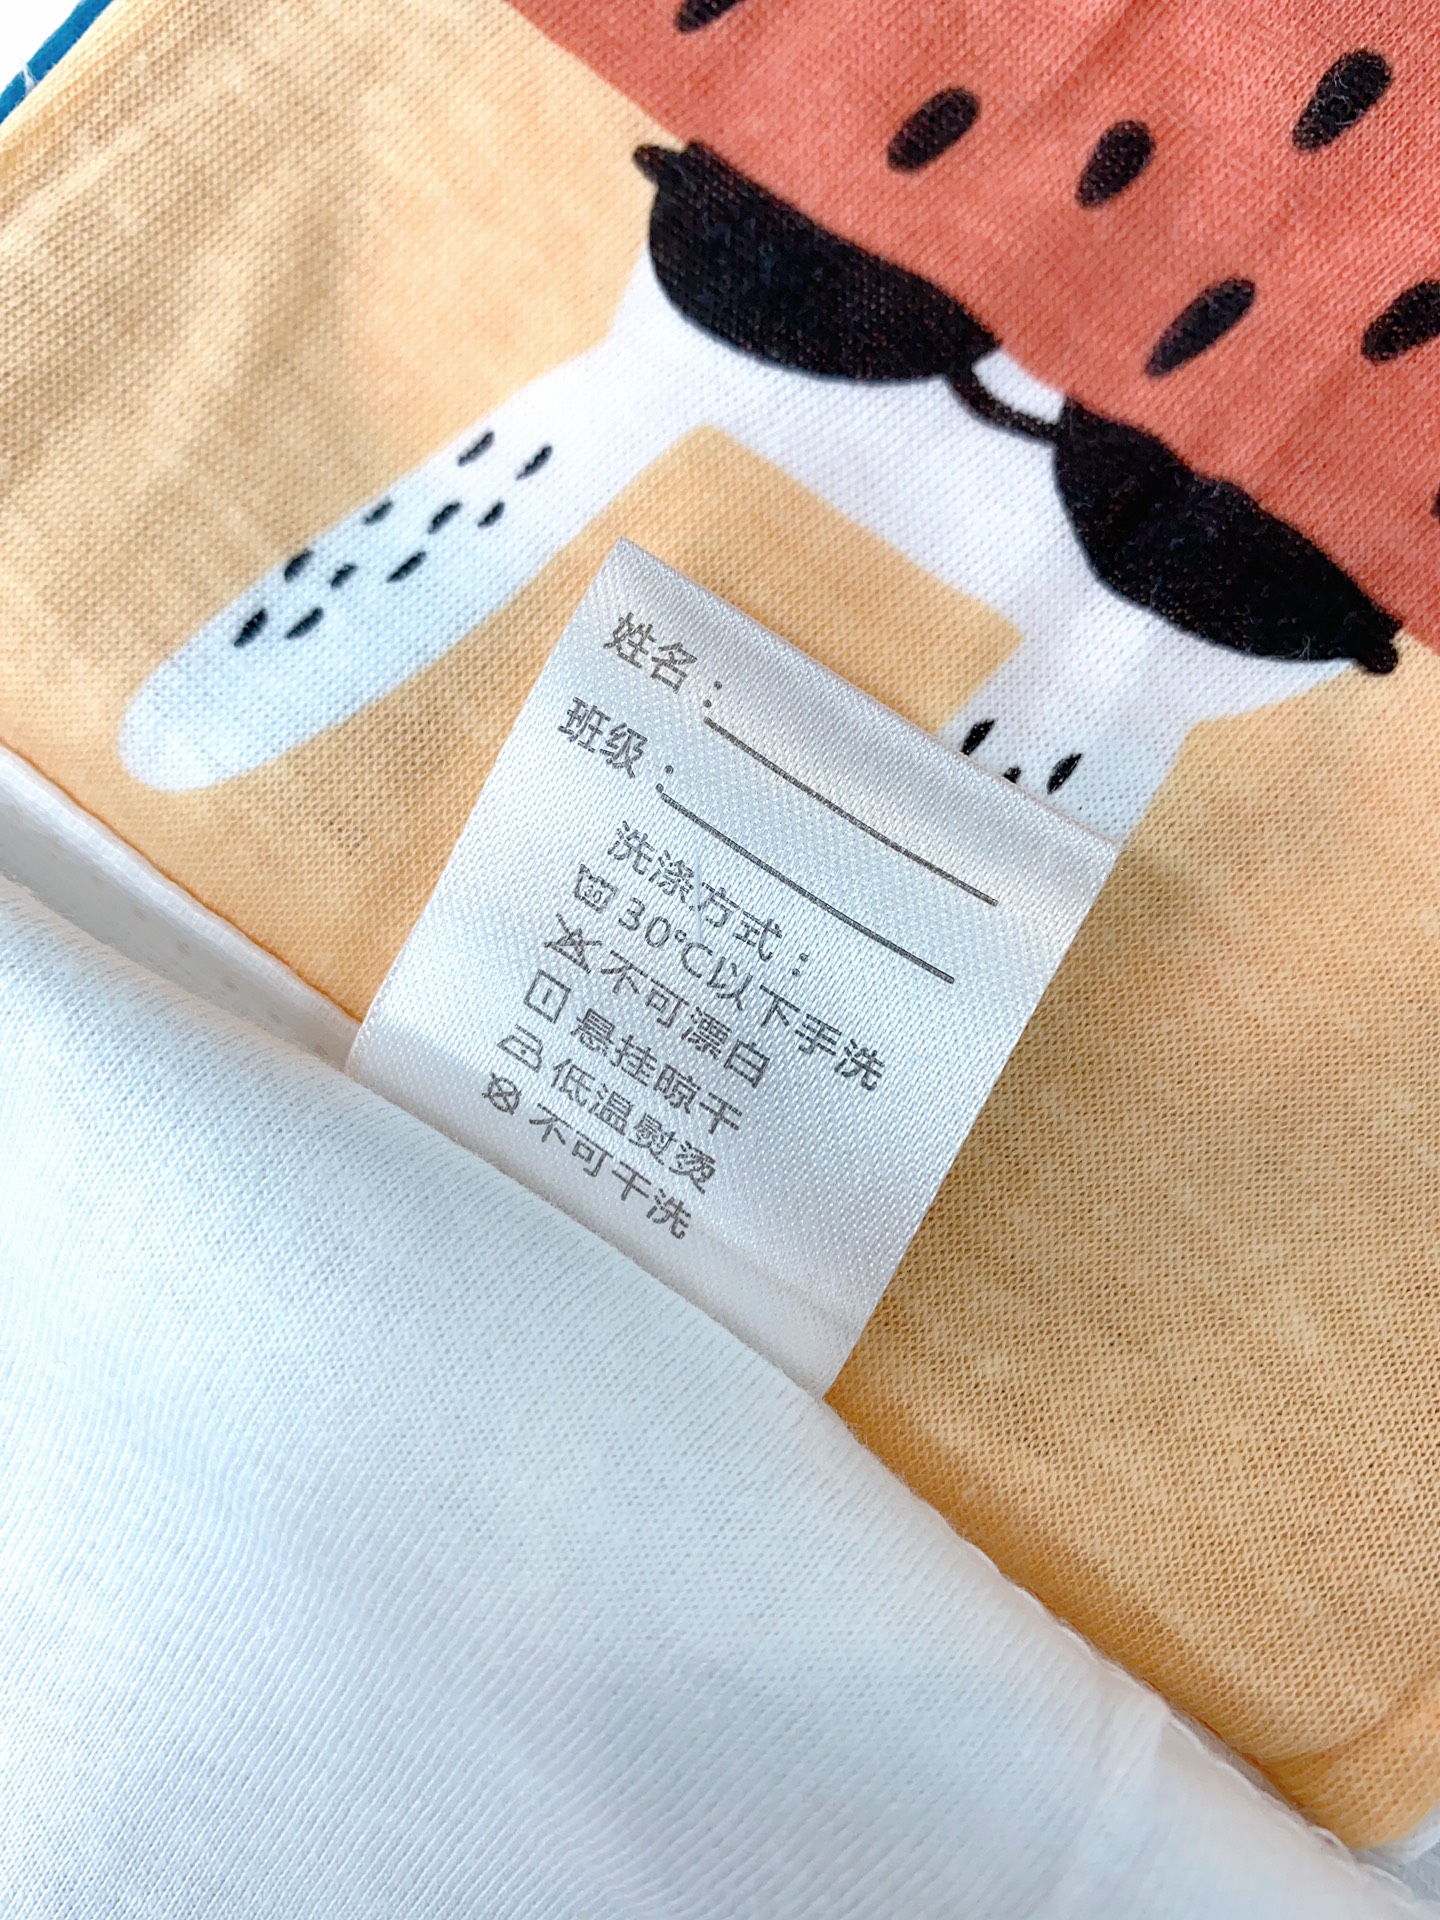 姓名：
班级：
洗涤方式：
30℃以下手洗
不可漂白
悬挂晾干
低温熨烫
不可干洗